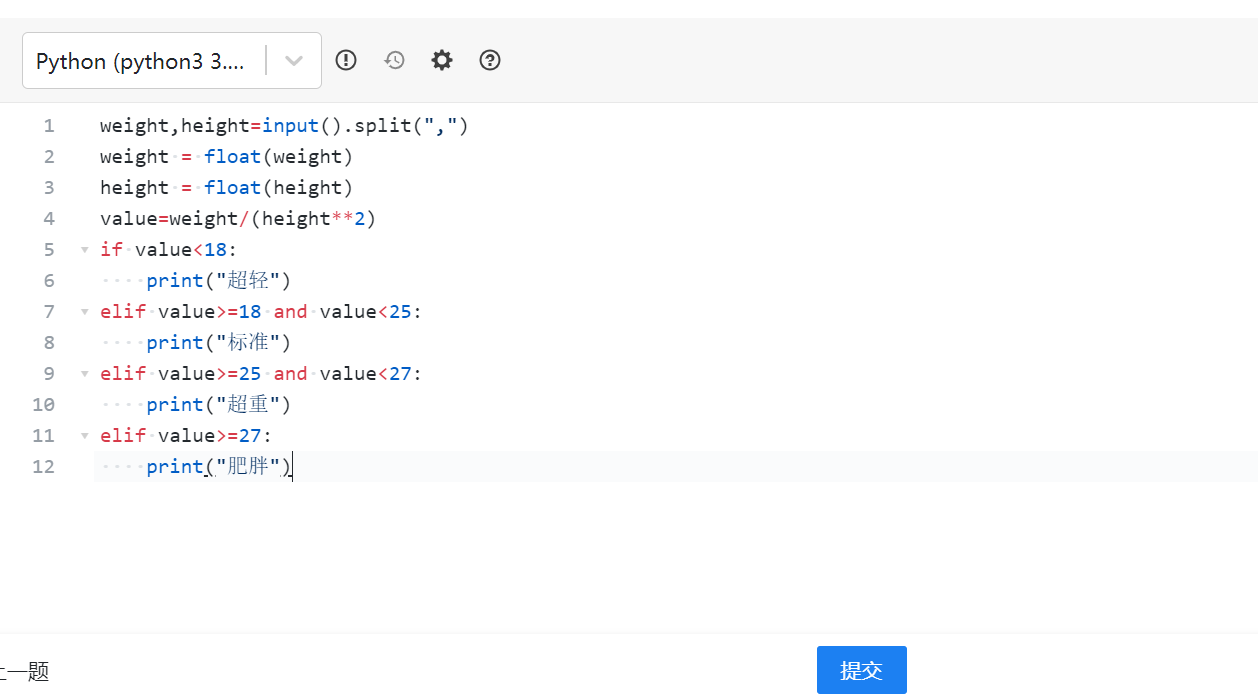 Python (python3 3....
1 weight,height=input().split(",")
2 weight = float(weight)
3 height = float(height)
4 value=weight/(height**2)
5 if value<18:
6     print("超轻")
7 elif value>=18 and value<25:
8     print("标准")
9 elif value>=25 and value<27:
10     print("超重")
11 elif value>=27:
12     print("肥胖")
上一题
提交